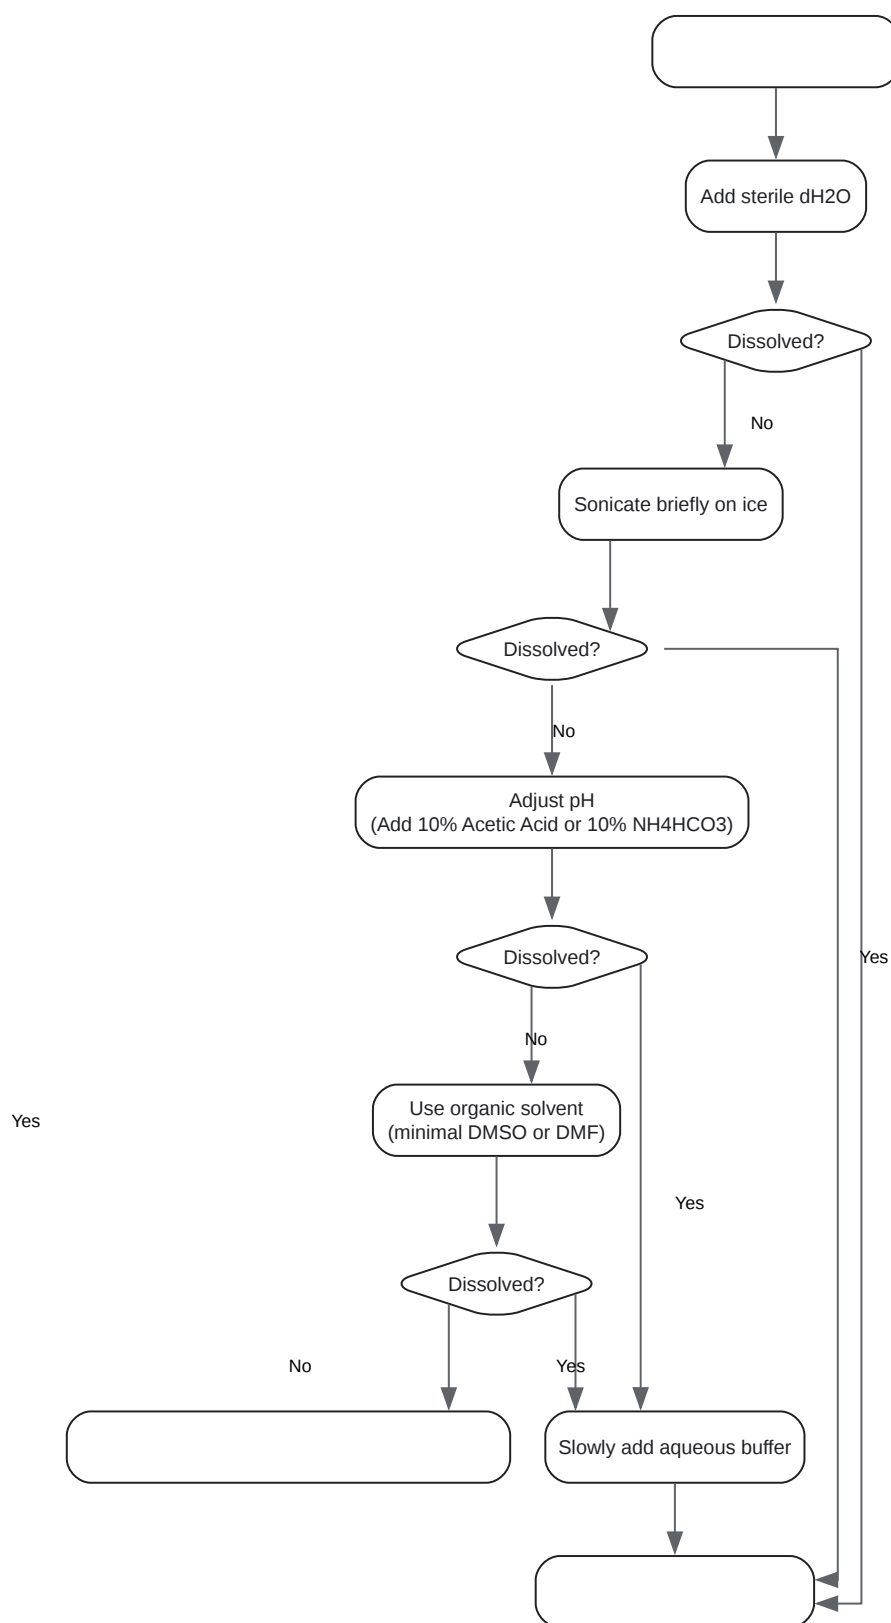 Add sterile dH2O
Dissolved?
No
Sonicate briefly on ice
Dissolved?
No
Adjust pH
(Add 10% Acetic Acid or 10% NH4HCO3)
Dissolved?
Yes
No
Use organic solvent
(minimal DMSO or DMF)
Yes
Yes
Dissolved?
No
Yes
Slowly add aqueous buffer